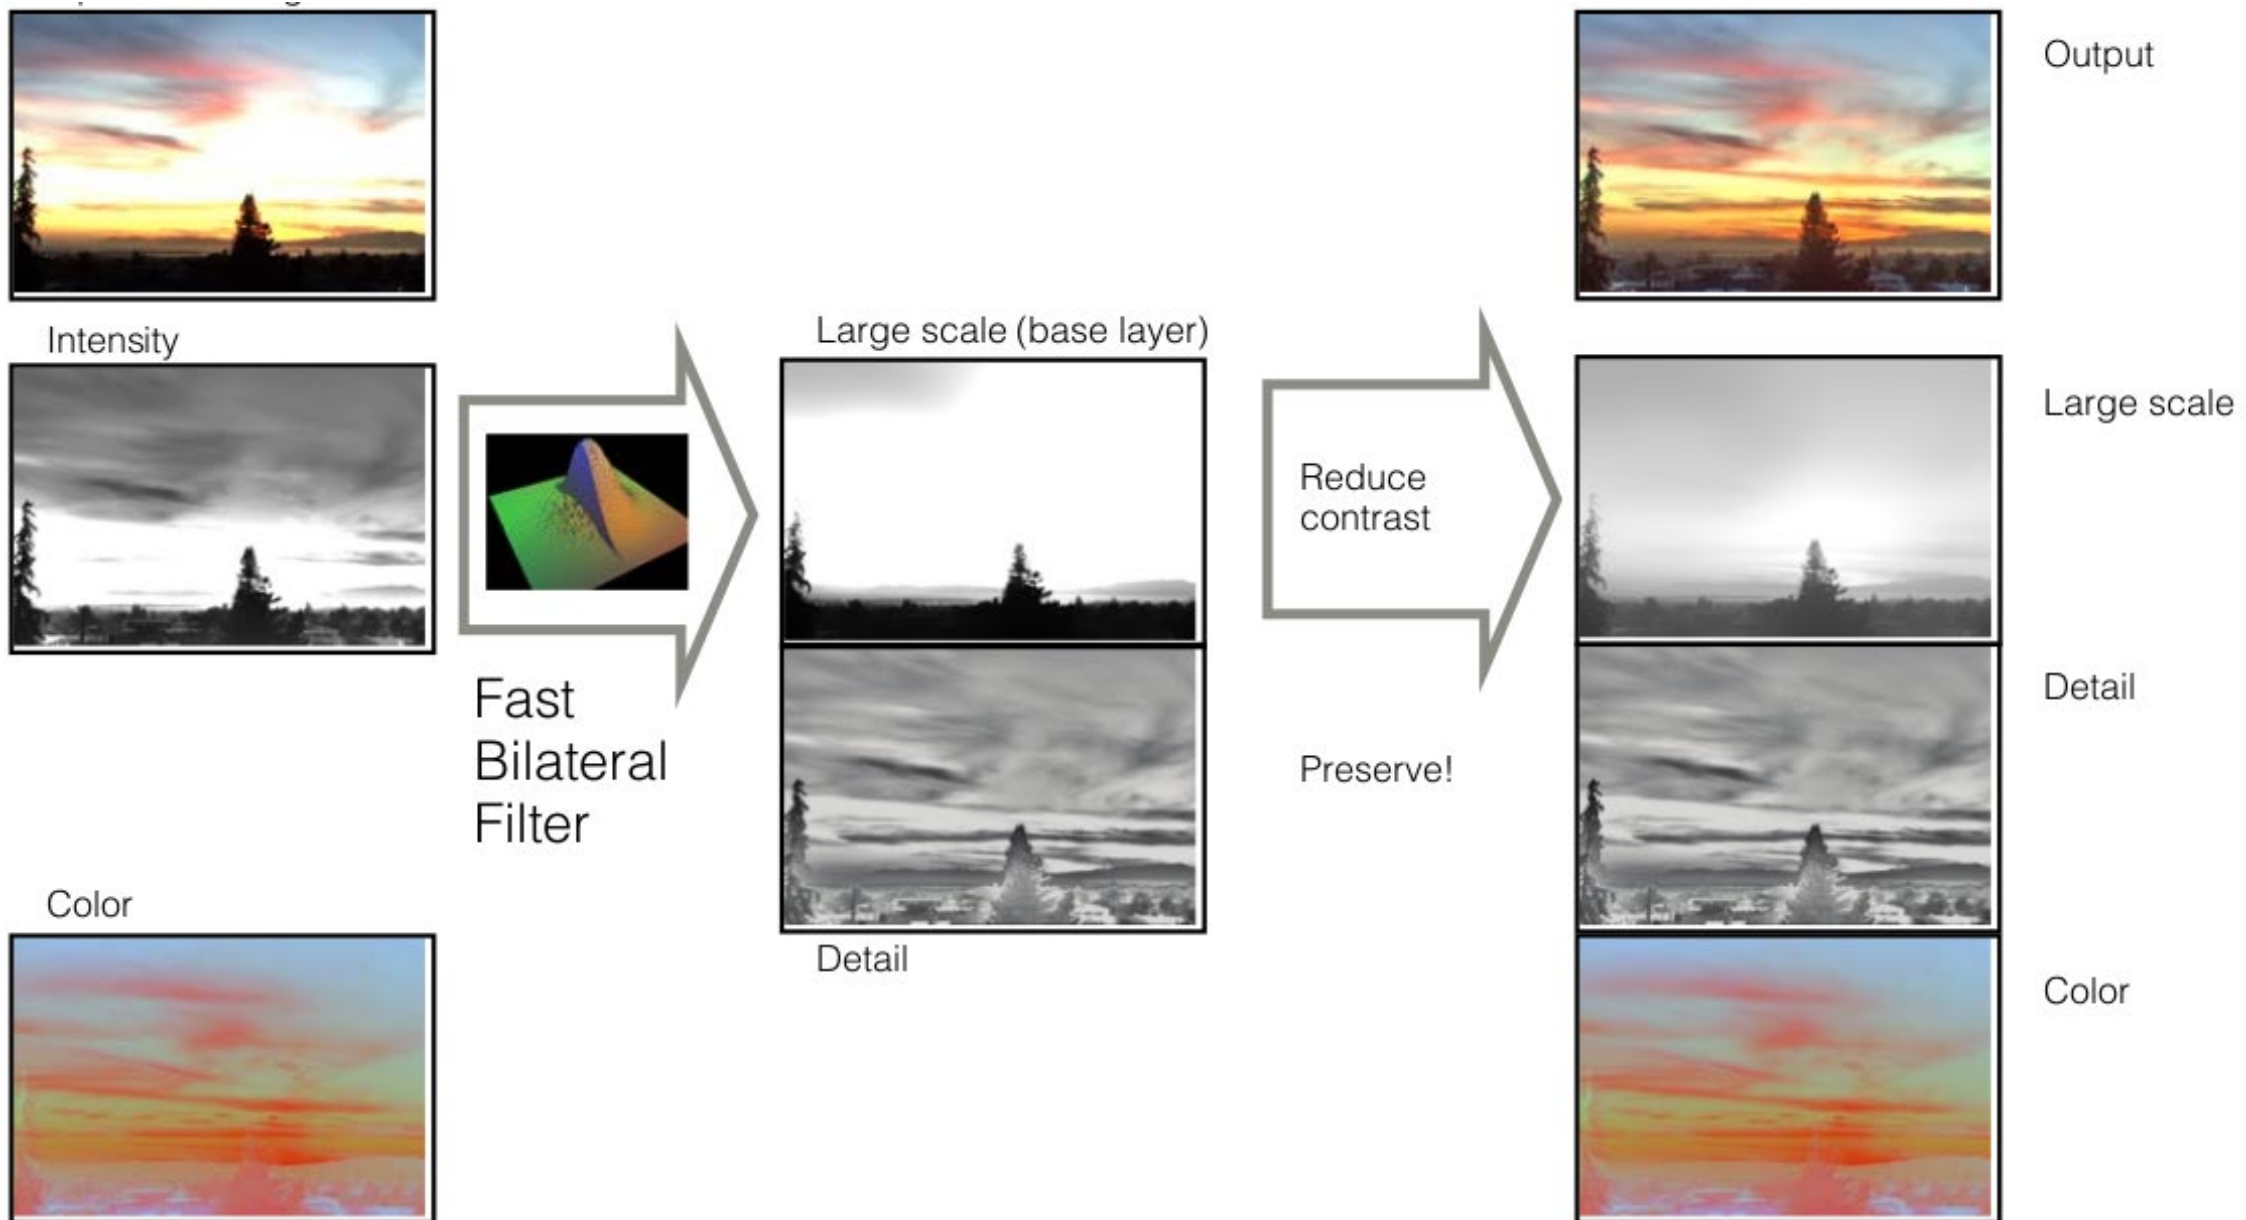 Output
Intensity
Large scale (base layer)
Large scale
Reduce
contrast
Fast
Bilateral
Filter
Detail
Preserve!
Color
Detail
Color